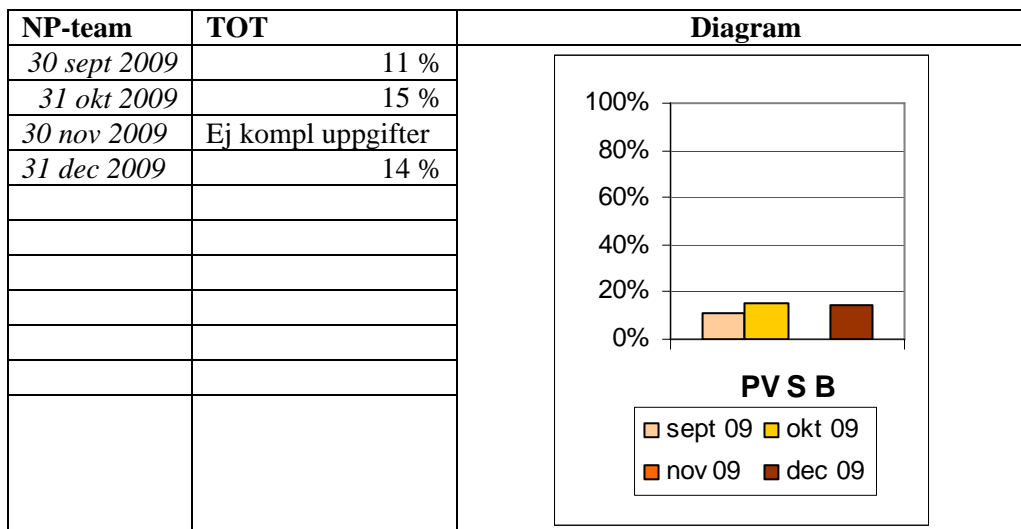 NP-team TOT Diagram
30 sept 2009 11 %
31 okt 2009 15 %
30 nov 2009 Ej kompl uppgifter
31 dec 2009 14 %
100%
80%
60%
40%
20%
0%
PV S B
sept 09 okt 09
nov 09 dec 09